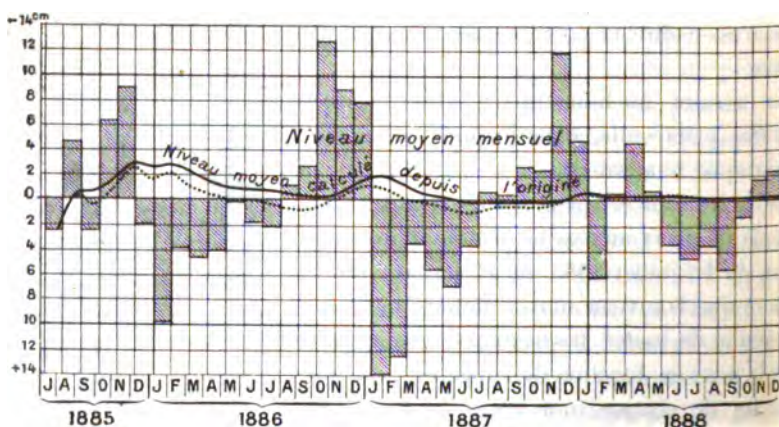 -14cm
12
10
8
6
4
2
0
2
4
6
8
10
12
+14
Niveau moyen mensuel
Niveau moyen calculé depuis l'origine
J A S O N D J F M A M J J A S O N D J F M A M J J A S O N D J F M A M J J A S O N D
1885 1886 1887 1888